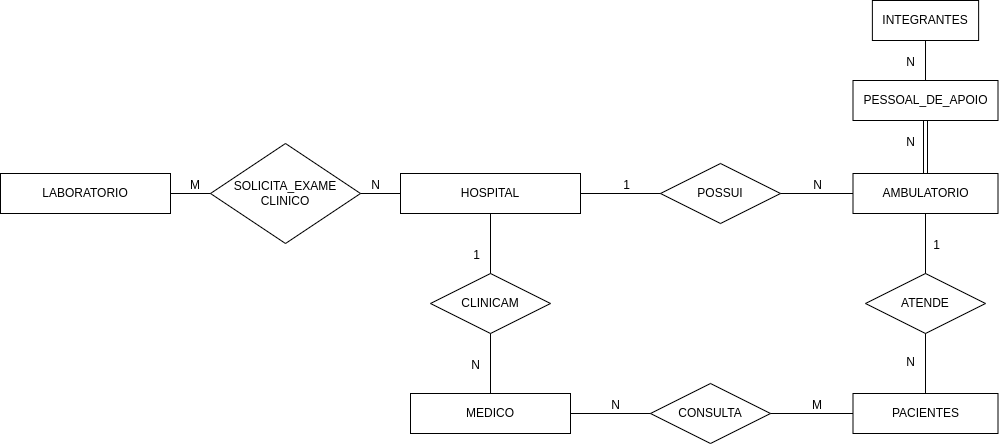 INTEGRANTES
N
PESSOAL_DE_APOIO
N
LABORATORIO
M
SOLICITA_EXAME
CLINICO
N
HOSPITAL
1
POSSUI
N
AMBULATORIO
1
CLINICAM
N
1
ATENDE
N
MEDICO
N
CONSULTA
M
PACIENTES